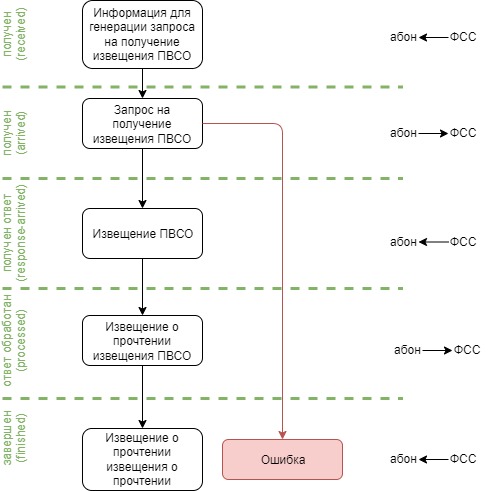 получен
(received)
Информация для
генерации запроса
на получение
извещения ПВСО
абон ФСС
получен
(arrived)
Запрос на
получение
извещения ПВСО
абон ФСС
получен ответ
(response-arrived)
Извещение ПВСО
абон ФСС
ответ обработан
(processed)
Извещение о
прочтении
извещения ПВСО
абон ФСС
завершен
(finished)
Извещение о
прочтении
извещения о
прочтении
Ошибка
абон ФСС